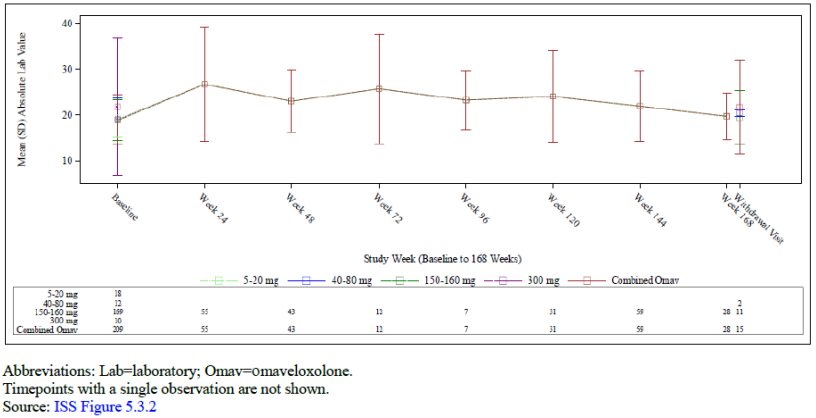 Mean (SD) Absolute Lab Value
40
30
20
10
Baseline
Week 24
Week 48
Week 72
Week 96
Week 120
Week 144
Week 168
Withdrawal Visit
Study Week (Baseline to 168 Weeks)
5-20 mg 40-80 mg 150-160 mg 300 mg Combined Omav
5-20 mg 18
40-80 mg 12 2
150-160 mg 169 55 43 12 7 31 59 28 11
300 mg 10
Combined Omav 209 55 43 12 7 31 59 28 15
Abbreviations: Lab=laboratory; Omav=omaveloxolone.
Timepoints with a single observation are not shown.
Source: ISS Figure 5.3.2